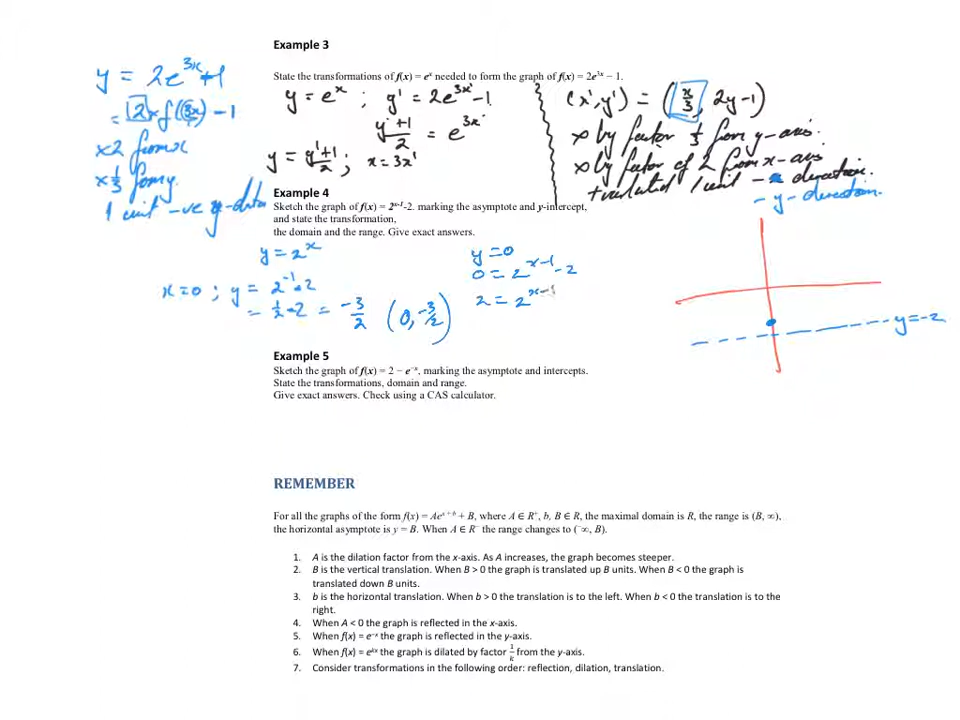 Example 3
State the transformations of f(x) = eˣ needed to form the graph of f(x) = 2e³ˣ − 1.
y = 2e³ˣ+1
= 2 x f(3x) - 1
x2 from x
x ⅓ from y
1 unit -ve y-diren
y = eˣ ; y' = 2e³ˣ' - 1
(y'+1)/2 = e³ˣ'
y = (y'+1)/2 ; x = 3x'
(x', y') = (x/3, 2y-1)
x by factor ⅓ from y-axis.
x by factor of 2 from x-axis
translated 1 unit - direction.
- y-direction.
Example 4
Sketch the graph of f(x) = 2ˣ⁻¹-2. marking the asymptote and y-intercept,
and state the transformation,
the domain and the range. Give exact answers.
y = 2ˣ
x=0 ; y = 2⁻¹-2
= ½-2 = -3/2 (0, -3/2)
y=0
0 = 2ˣ⁻¹ - 2
2 = 2ˣ⁻¹
y=-2
Example 5
Sketch the graph of f(x) = 2 − e⁻ˣ, marking the asymptote and intercepts.
State the transformations, domain and range.
Give exact answers. Check using a CAS calculator.
REMEMBER
For all the graphs of the form f(x) = Aeˣ⁺ᵇ + B, where A ∈ R⁺, b, B ∈ R, the maximal domain is R, the range is (B, ∞),
the horizontal asymptote is y = B. When A ∈ R⁻ the range changes to (⁻∞, B).
1. A is the dilation factor from the x-axis. As A increases, the graph becomes steeper.
2. B is the vertical translation. When B > 0 the graph is translated up B units. When B < 0 the graph is
translated down B units.
3. b is the horizontal translation. When b > 0 the translation is to the left. When b < 0 the translation is to the
right.
4. When A < 0 the graph is reflected in the x-axis.
5. When f(x) = e⁻ˣ the graph is reflected in the y-axis.
6. When f(x) = eᵏˣ the graph is dilated by factor 1/k from the y-axis.
7. Consider transformations in the following order: reflection, dilation, translation.